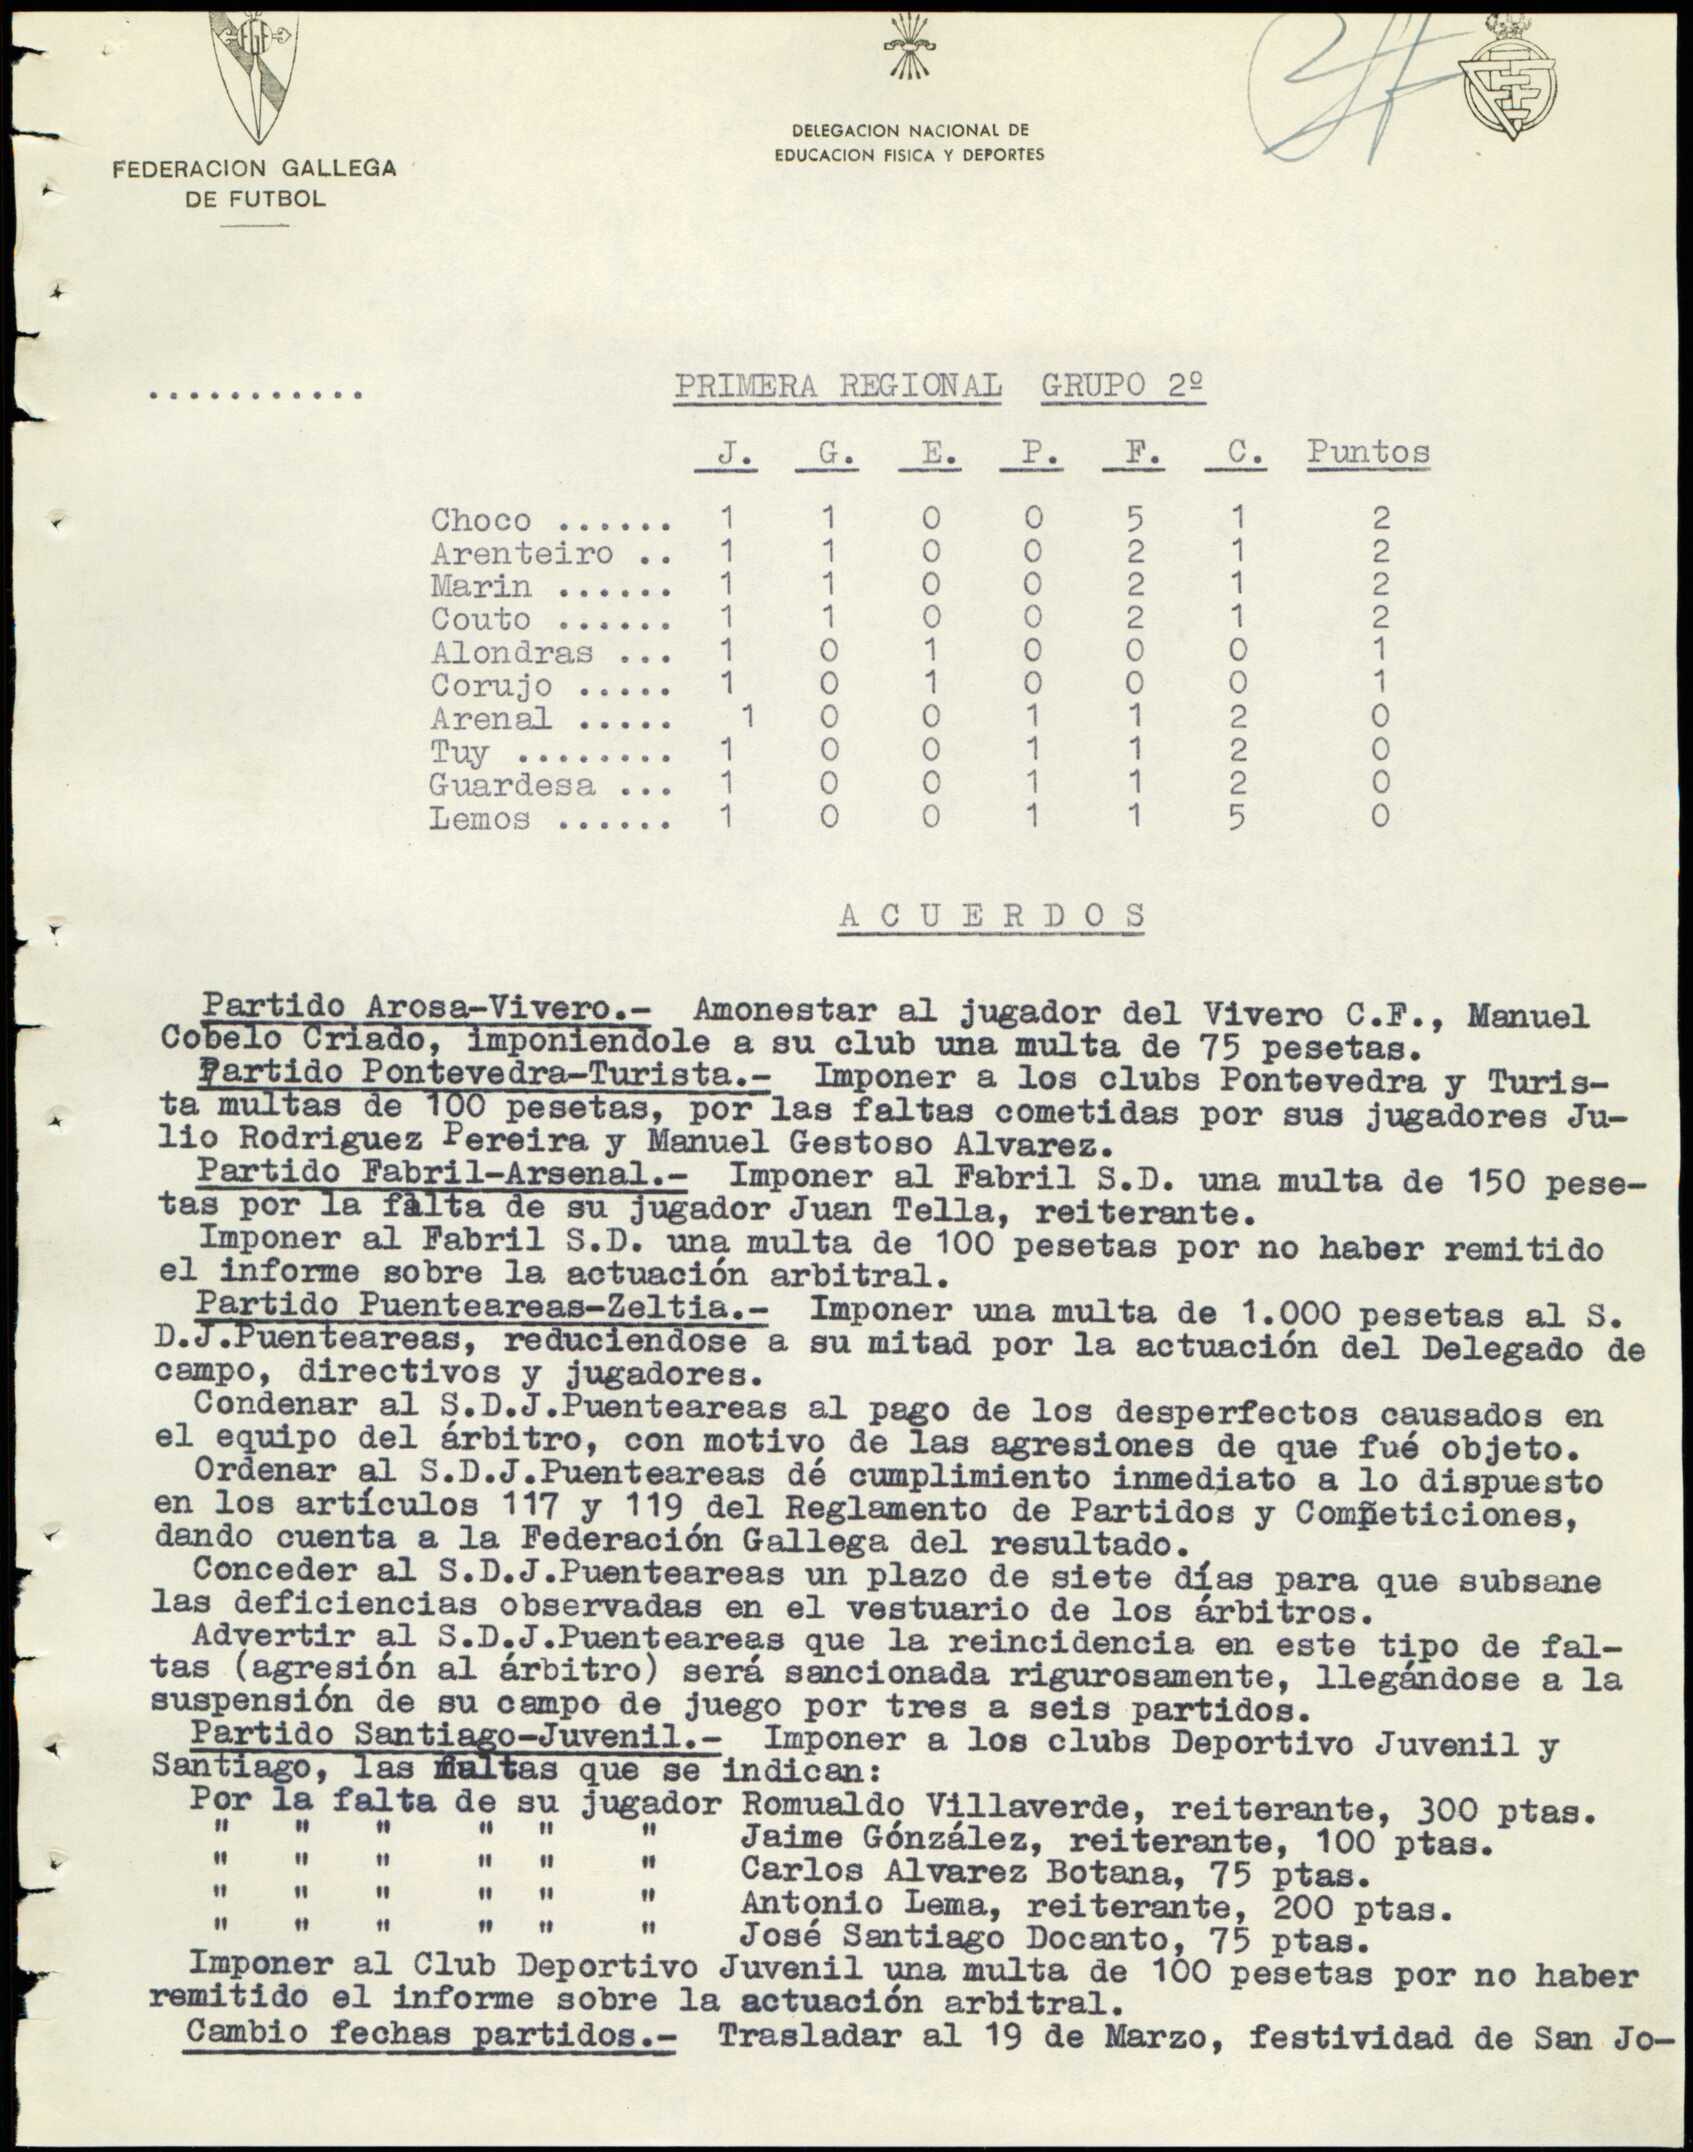 FGF
FEDERACION GALLEGA
DE FUTBOL
DELEGACION NACIONAL DE
EDUCACION FISICA Y DEPORTES
........... PRIMERA REGIONAL GRUPO 2º
J. G. E. P. F. C. Puntos
Choco ...... 1 1 0 0 5 1 2
Arenteiro .. 1 1 0 0 2 1 2
Marin ...... 1 1 0 0 2 1 2
Couto ...... 1 1 0 0 2 1 2
Alondras ... 1 0 1 0 0 0 1
Corujo ..... 1 0 1 0 0 0 1
Arenal ..... 1 0 0 1 1 2 0
Tuy ........ 1 0 0 1 1 2 0
Guardesa ... 1 0 0 1 1 2 0
Lemos ...... 1 0 0 1 1 5 0
A C U E R D O S
Partido Arosa-Vivero.- Amonestar al jugador del Vivero C.F., Manuel
Cobelo Criado, imponiendole a su club una multa de 75 pesetas.
Partido Pontevedra-Turista.- Imponer a los clubs Pontevedra y Turis-
ta multas de 100 pesetas, por las faltas cometidas por sus jugadores Ju-
lio Rodriguez Pereira y Manuel Gestoso Alvarez.
Partido Fabril-Arsenal.- Imponer al Fabril S.D. una multa de 150 pese-
tas por la falta de su jugador Juan Tella, reiterante.
Imponer al Fabril S.D. una multa de 100 pesetas por no haber remitido
el informe sobre la actuación arbitral.
Partido Puenteareas-Zeltia.- Imponer una multa de 1.000 pesetas al S.
D.J.Puenteareas, reduciendose a su mitad por la actuación del Delegado de
campo, directivos y jugadores.
Condenar al S.D.J.Puenteareas al pago de los desperfectos causados en
el equipo del árbitro, con motivo de las agresiones de que fué objeto.
Ordenar al S.D.J.Puenteareas dé cumplimiento inmediato a lo dispuesto
en los artículos 117 y 119 del Reglamento de Partidos y Competiciones,
dando cuenta a la Federación Gallega del resultado.
Conceder al S.D.J.Puenteareas un plazo de siete días para que subsane
las deficiencias observadas en el vestuario de los árbitros.
Advertir al S.D.J.Puenteareas que la reincidencia en este tipo de fal-
tas (agresión al árbitro) será sancionada rigurosamente, llegándose a la
suspensión de su campo de juego por tres a seis partidos.
Partido Santiago-Juvenil.- Imponer a los clubs Deportivo Juvenil y
Santiago, las multas que se indican:
Por la falta de su jugador Romualdo Villaverde, reiterante, 300 ptas.
" " " " " " Jaime Gónzález, reiterante, 100 ptas.
" " " " " " Carlos Alvarez Botana, 75 ptas.
" " " " " " Antonio Lema, reiterante, 200 ptas.
" " " " " " José Santiago Docanto, 75 ptas.
Imponer al Club Deportivo Juvenil una multa de 100 pesetas por no haber
remitido el informe sobre la actuación arbitral.
Cambio fechas partidos.- Trasladar al 19 de Marzo, festividad de San Jo-